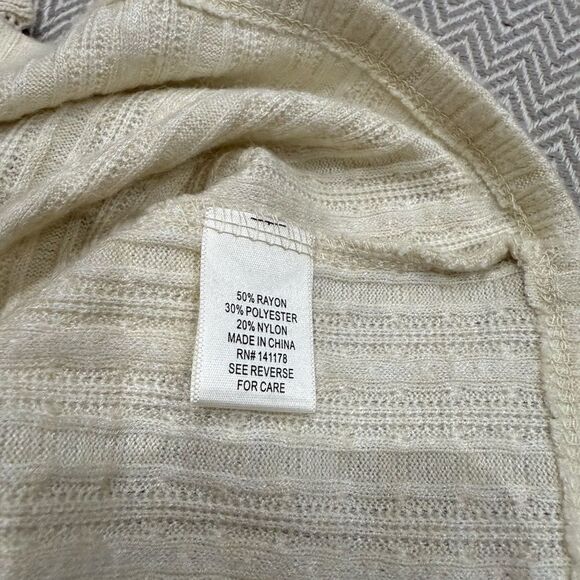 50% RAYON
30% POLYESTER
20% NYLON
MADE IN CHINA
RN# 141178
SEE REVERSE
FOR CARE